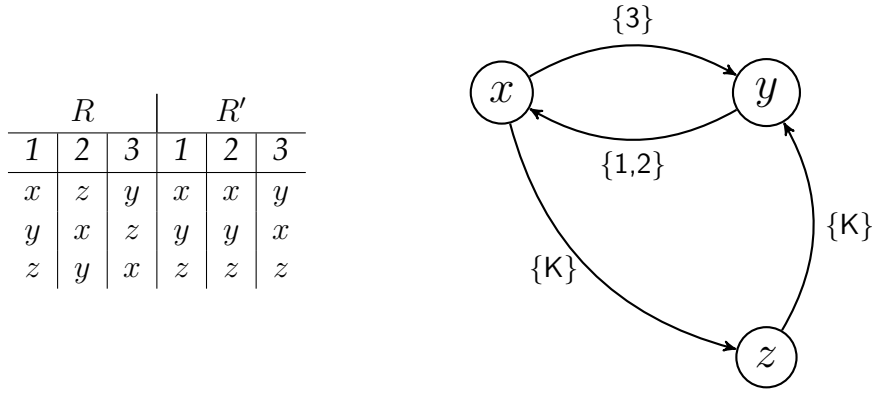 R R′
1 2 3 1 2 3
x z y x x y
y x z y y x
z y x z z z
{3}
x y
{1,2}
{K} {K}
z